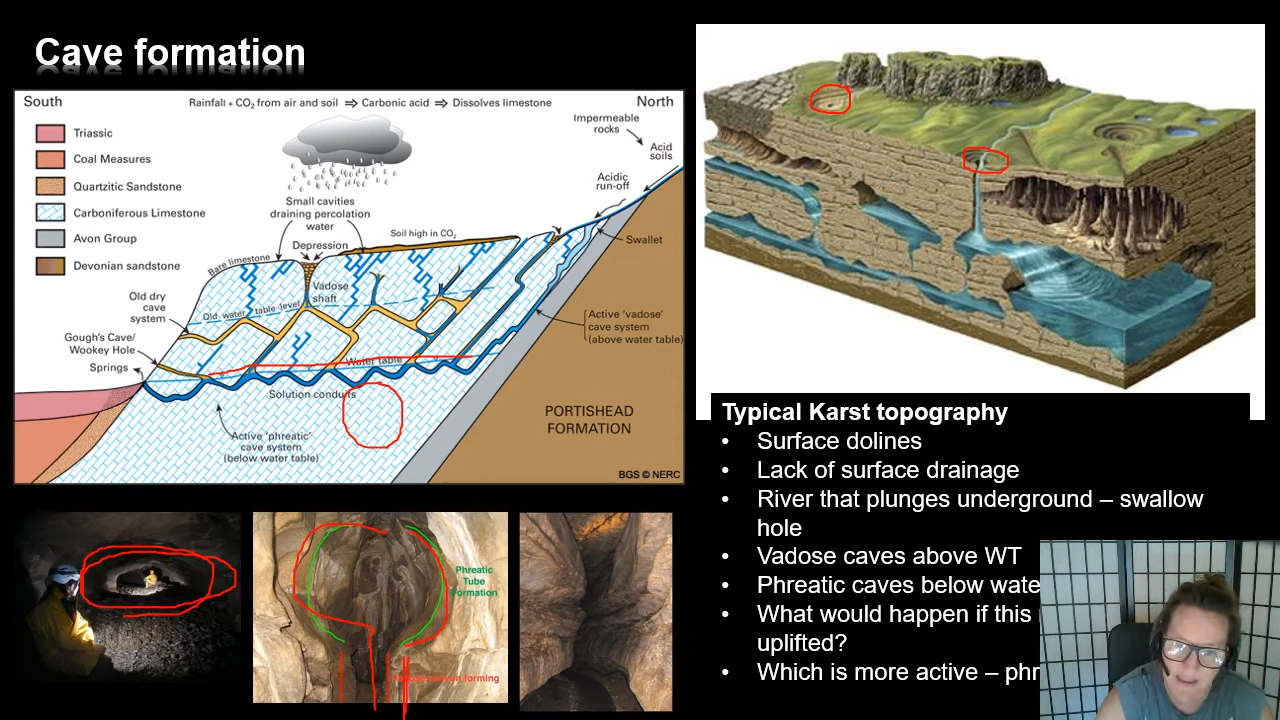 Cave formation
South
Rainfall + CO2 from air and soil ⇒ Carbonic acid ⇒ Dissolves limestone
North
Triassic
Coal Measures
Quartzitic Sandstone
Carboniferous Limestone
Avon Group
Devonian sandstone
Impermeable
rocks
Acid
soils
Acidic
run-off
Small cavities
draining percolation
water
Soil high in CO2
Depression
Swallet
Bare limestone
Vadose
shaft
Old dry
cave
system
Old water table level
Active 'vadose'
cave system
(above water table)
Gough's Cave/
Wookey Hole
Springs
Water table
Solution conduits
Active 'phreatic'
cave system
(below water table)
PORTISHEAD
FORMATION
BGS © NERC
Phreatic
Tube
Formation
forming
Typical Karst topography
• Surface dolines
• Lack of surface drainage
• River that plunges underground – swallow
hole
• Vadose caves above WT
• Phreatic caves below
• What would happen if this
uplifted?
• Which is more active –